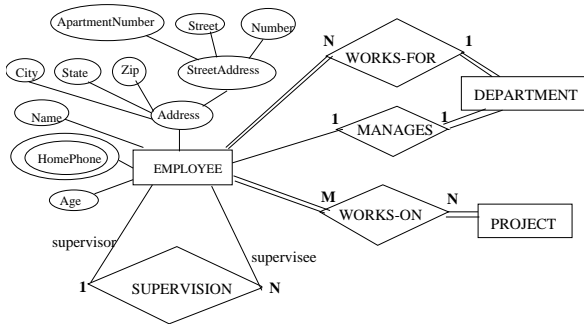 ApartmentNumber
Street
Number
StreetAddress
City
State
Zip
Address
Name
HomePhone
Age
EMPLOYEE
N
WORKS-FOR
1
DEPARTMENT
1
MANAGES
1
M
WORKS-ON
N
PROJECT
supervisor
supervisee
1
SUPERVISION
N